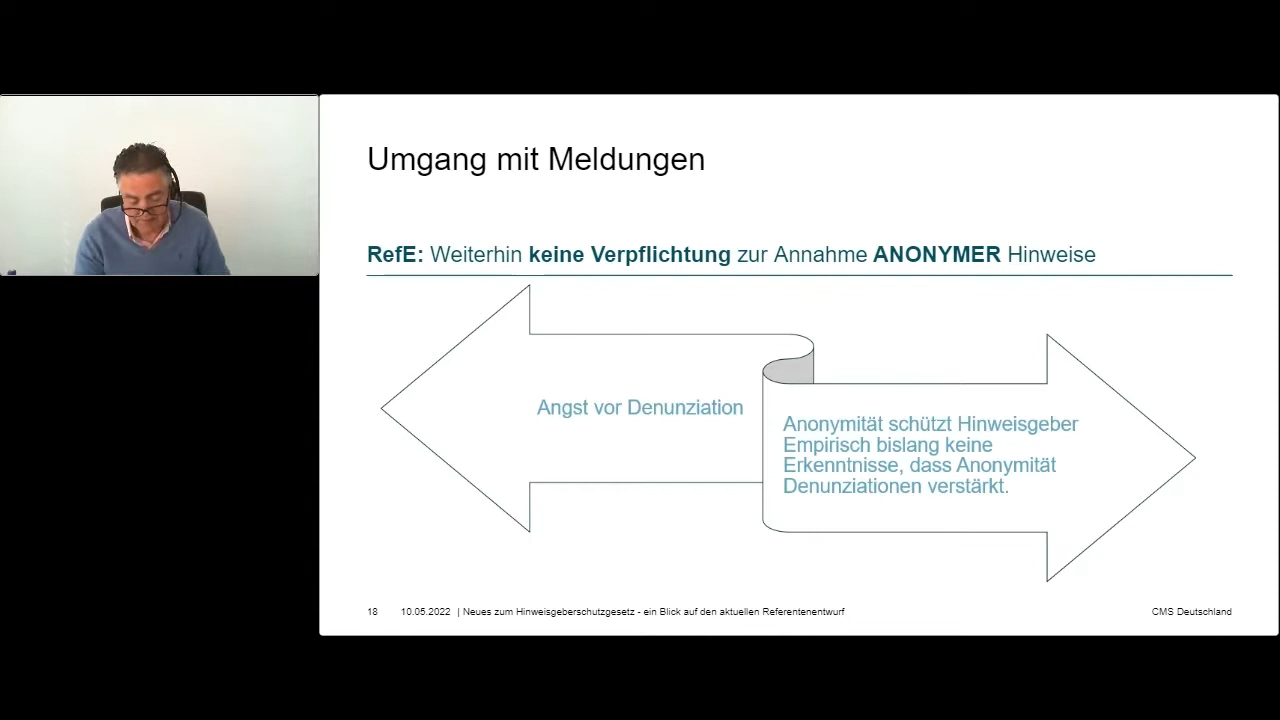 Umgang mit Meldungen
RefE: Weiterhin keine Verpflichtung zur Annahme ANONYMER Hinweise
Angst vor Denunziation
Anonymität schützt Hinweisgeber
Empirisch bislang keine
Erkenntnisse, dass Anonymität
Denunziationen verstärkt.
18 10.05.2022 | Neues zum Hinweisgeberschutzgesetz - ein Blick auf den aktuellen Referentenentwurf CMS Deutschland